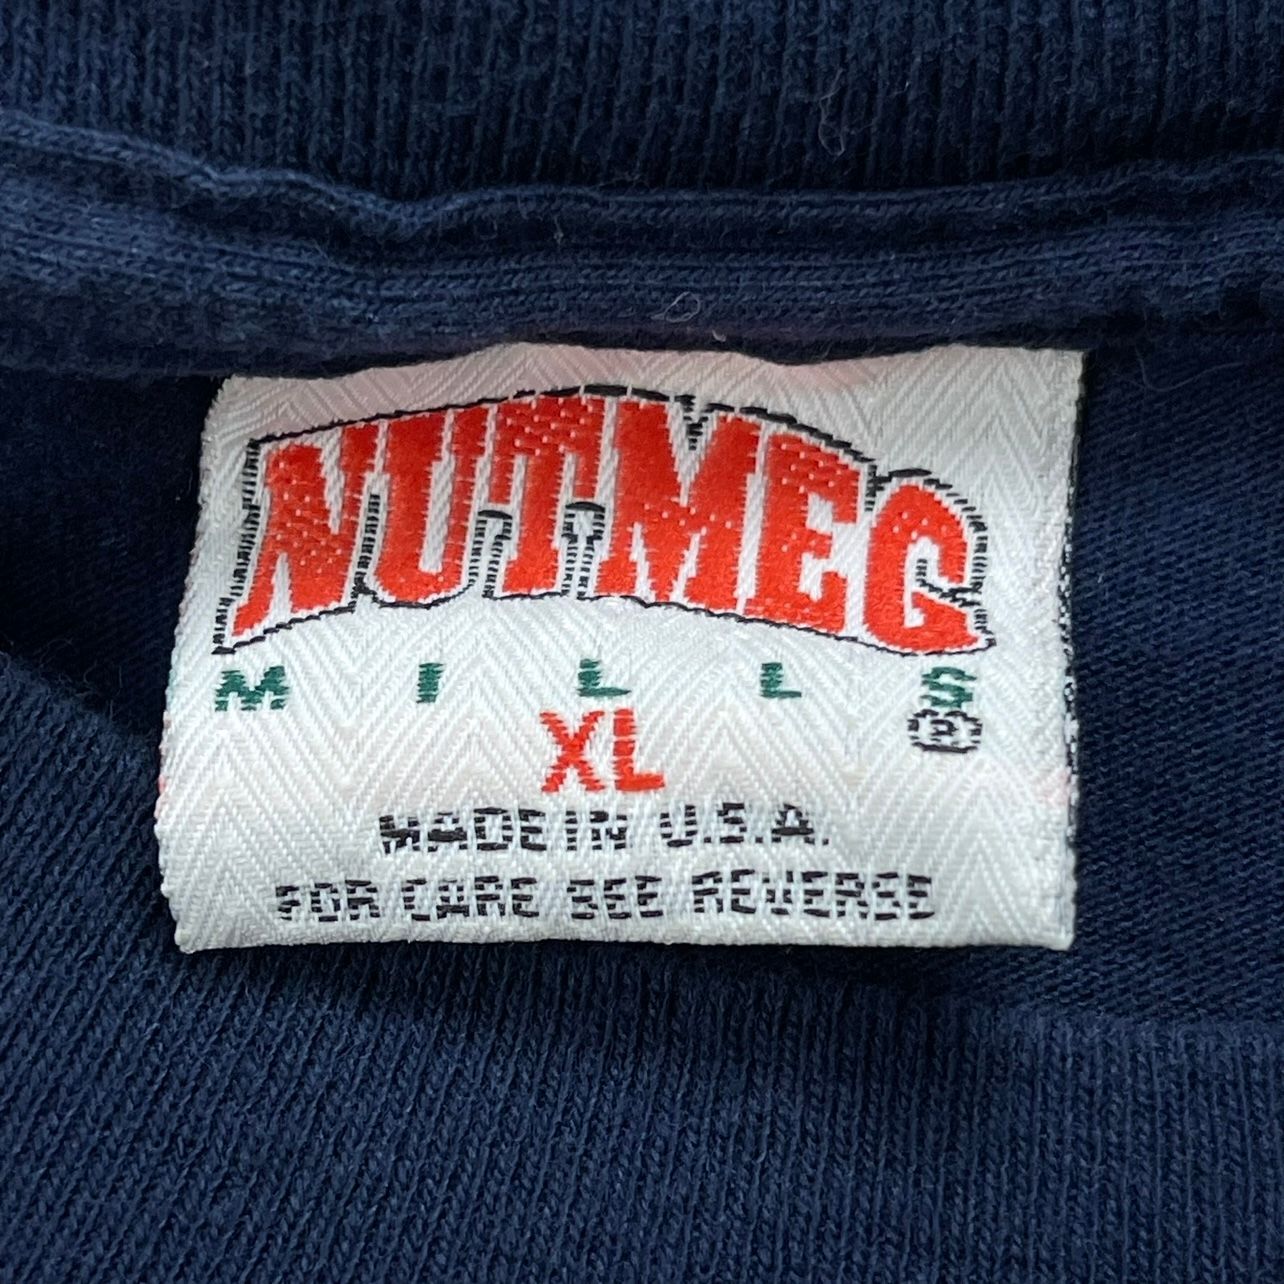 NUTMEG
MILLS
®
XL
MADE IN U.S.A.
FOR CARE SEE REVERSE